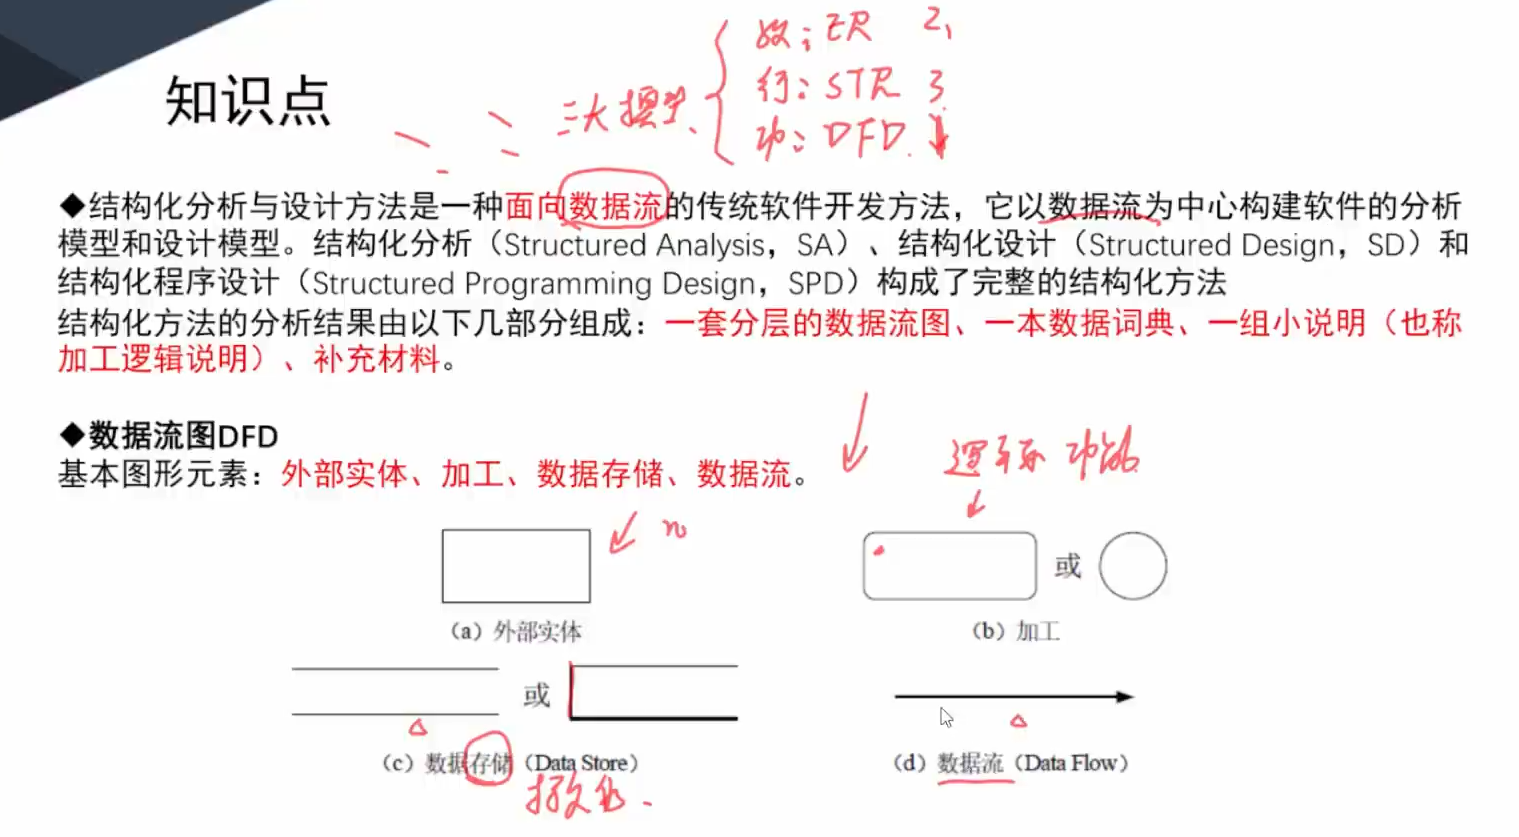 数:ER 2,
知识点
三大模型
行:STR 3
功:DFD
◆结构化分析与设计方法是一种面向数据流的传统软件开发方法，它以数据流为中心构建软件的分析
模型和设计模型。结构化分析（Structured Analysis，SA）、结构化设计（Structured Design，SD）和
结构化程序设计（Structured Programming Design，SPD）构成了完整的结构化方法
结构化方法的分析结果由以下几部分组成：一套分层的数据流图、一本数据词典、一组小说明（也称
加工逻辑说明）、补充材料。
◆数据流图DFD
基本图形元素：外部实体、加工、数据存储、数据流。
功能
n
或
（a）外部实体
（b）加工
或
（c）数据存储（Data Store）
（d）数据流（Data Flow）